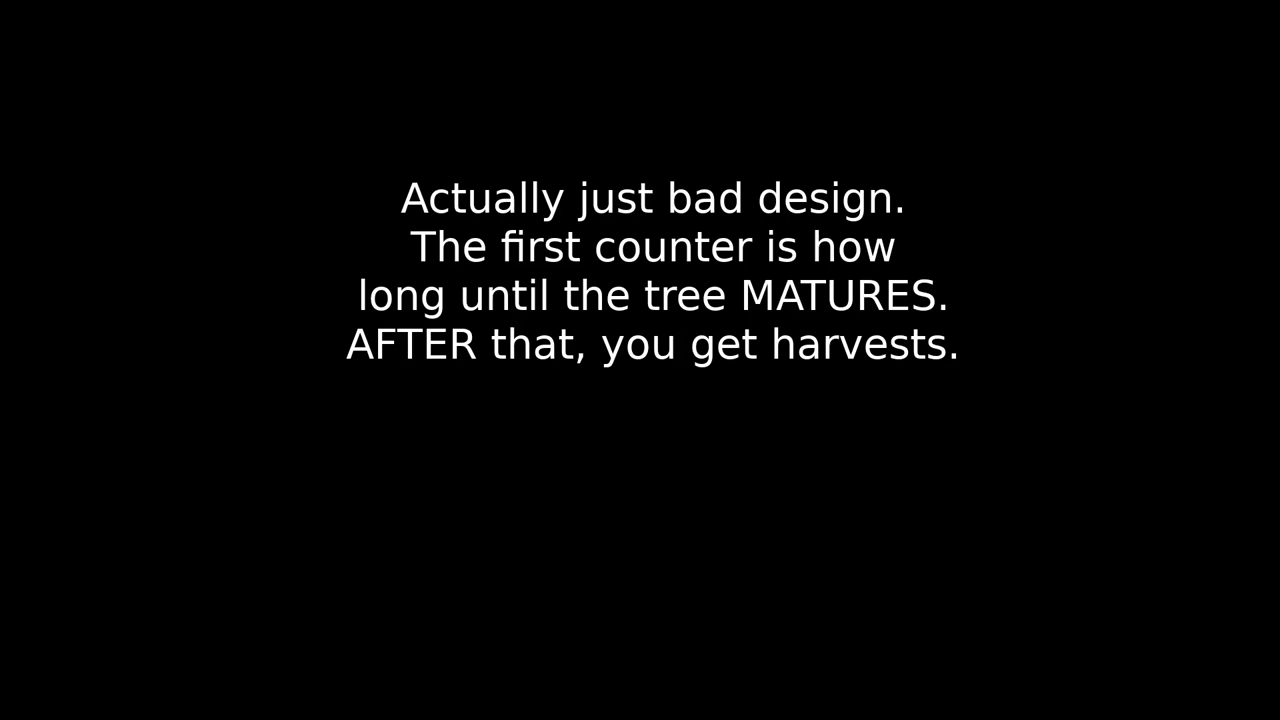 Actually just bad design.
The first counter is how
long until the tree MATURES.
AFTER that, you get harvests.